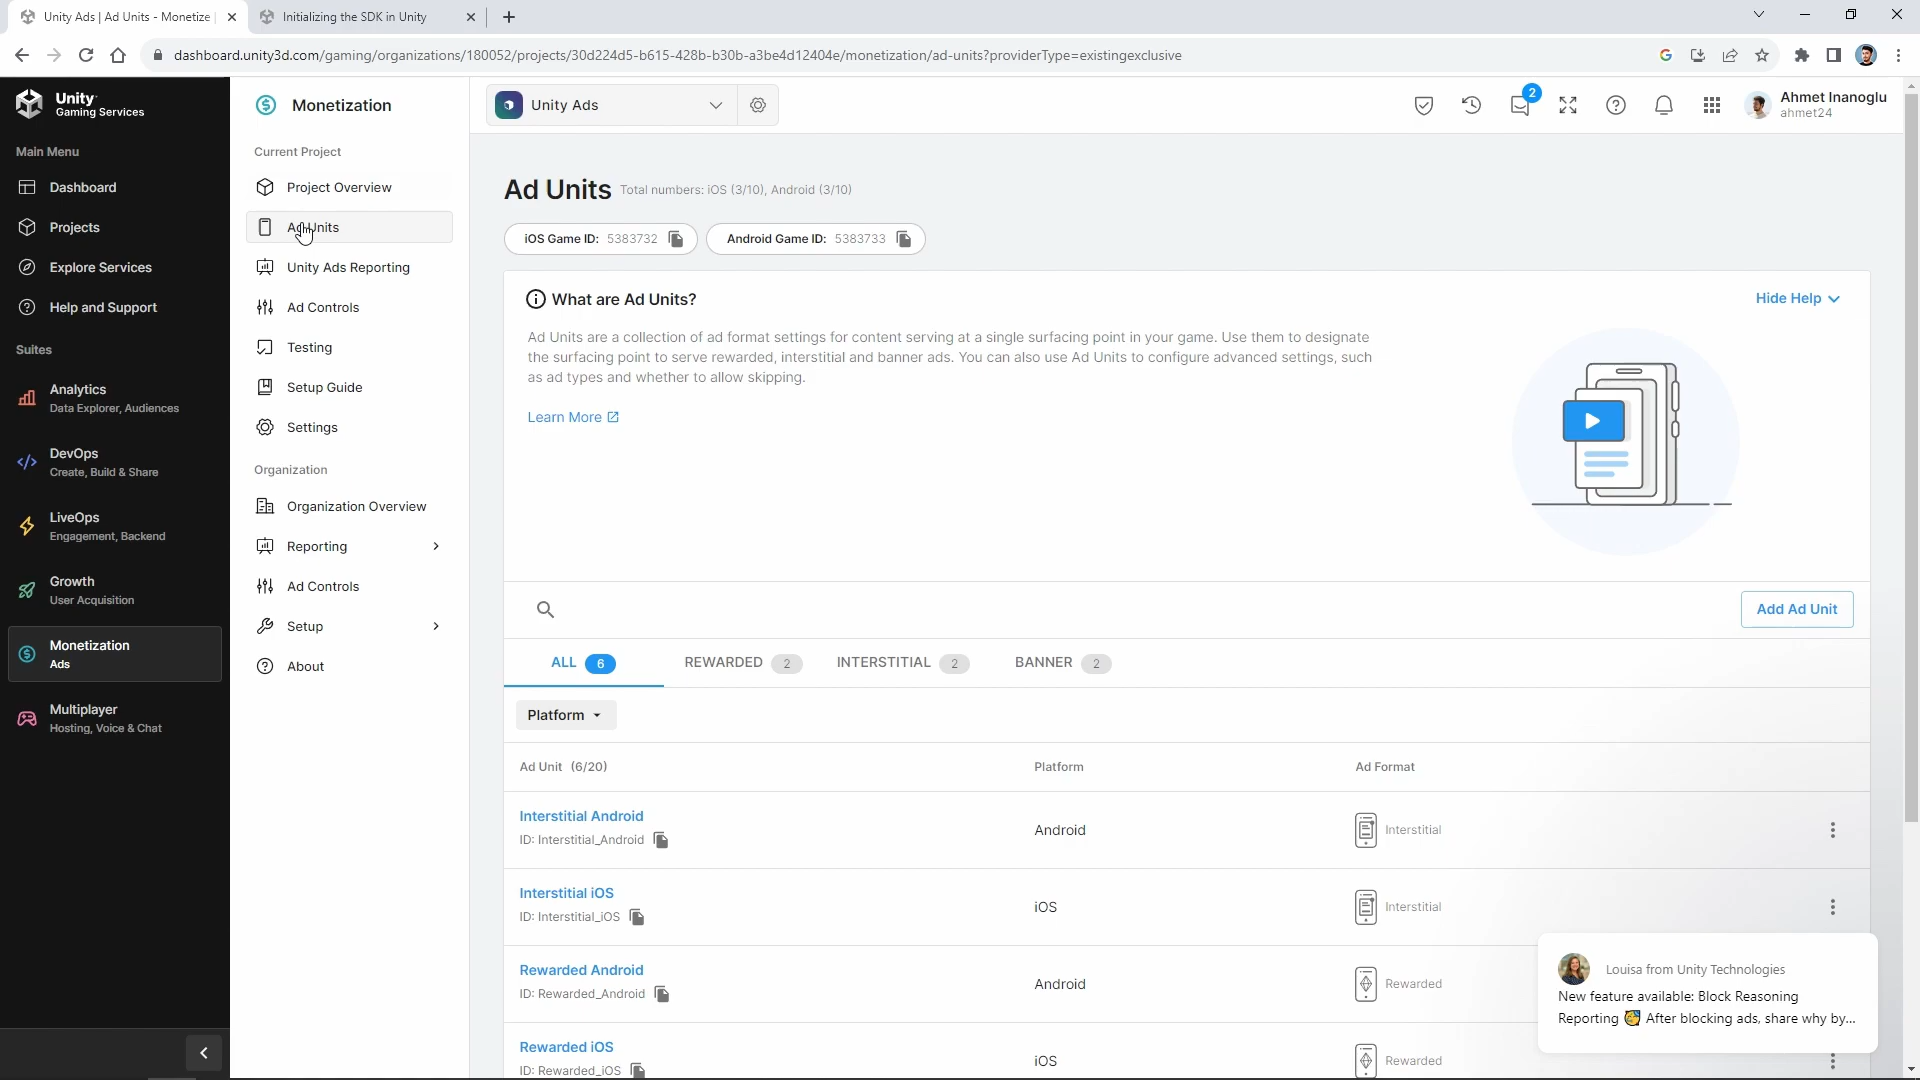 Unity Ads | Ad Units - Monetize
Initializing the SDK in Unity
dashboard.unity3d.com/gaming/organizations/180052/projects/30d224d5-b615-428b-b30b-a3be4d12404e/monetization/ad-units?providerType=existingexclusive
Unity
Gaming Services
Main Menu
Dashboard
Projects
Explore Services
Help and Support
Suites
Analytics
Data Explorer, Audiences
DevOps
Create, Build & Share
LiveOps
Engagement, Backend
Growth
User Acquisition
Monetization
Ads
Multiplayer
Hosting, Voice & Chat
Monetization
Current Project
Project Overview
Ad Units
Unity Ads Reporting
Ad Controls
Testing
Setup Guide
Settings
Organization
Organization Overview
Reporting
Ad Controls
Setup
About
Unity Ads
2
Ahmet Inanoglu
ahmet24
Ad Units Total numbers: iOS (3/10), Android (3/10)
iOS Game ID: 5383732
Android Game ID: 5383733
What are Ad Units?
Hide Help
Ad Units are a collection of ad format settings for content serving at a single surfacing point in your game. Use them to designate
the surfacing point to serve rewarded, interstitial and banner ads. You can also use Ad Units to configure advanced settings, such
as ad types and whether to allow skipping.
Learn More
Add Ad Unit
ALL 6
REWARDED 2
INTERSTITIAL 2
BANNER 2
Platform
Ad Unit (6/20)
Platform
Ad Format
Interstitial Android
ID: Interstitial_Android
Android
Interstitial
Interstitial iOS
ID: Interstitial_iOS
iOS
Interstitial
Rewarded Android
ID: Rewarded_Android
Android
Rewarded
Rewarded iOS
ID: Rewarded_iOS
iOS
Rewarded
Louisa from Unity Technologies
New feature available: Block Reasoning
Reporting 🥳 After blocking ads, share why by...